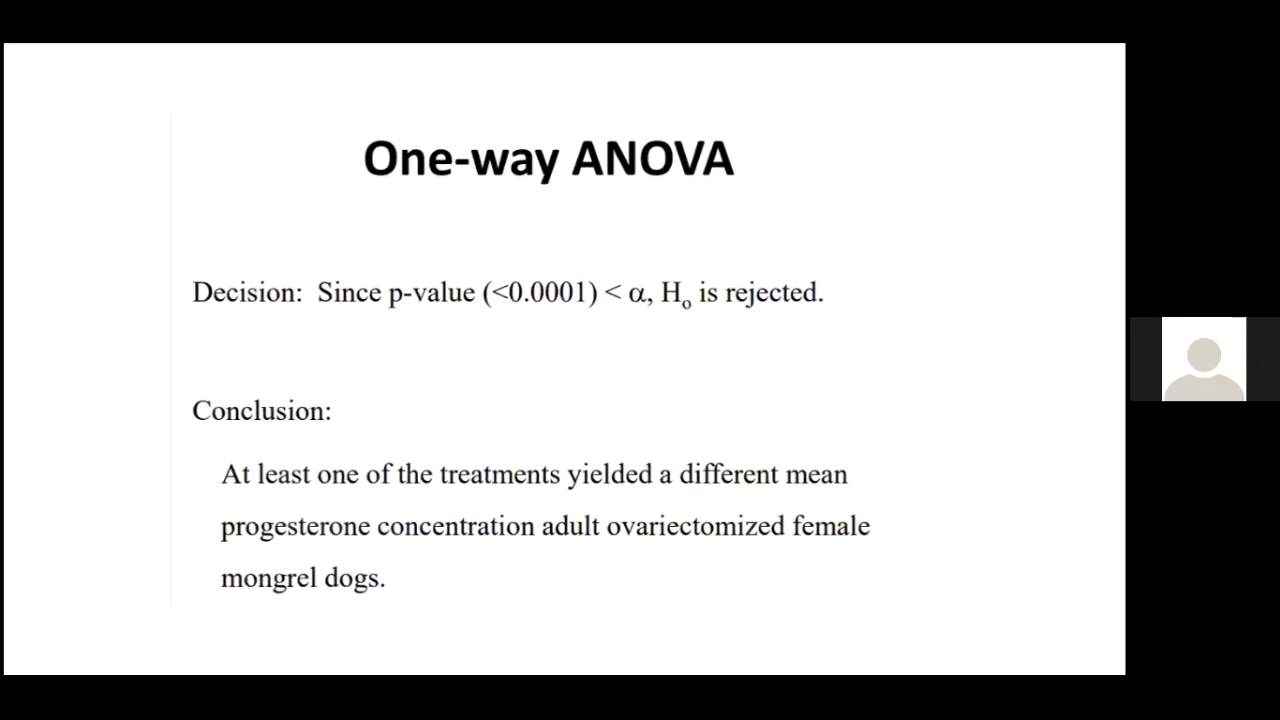 One-way ANOVA
Decision: Since p-value (<0.0001) < α, Ho is rejected.
Conclusion:
At least one of the treatments yielded a different mean
progesterone concentration adult ovariectomized female
mongrel dogs.